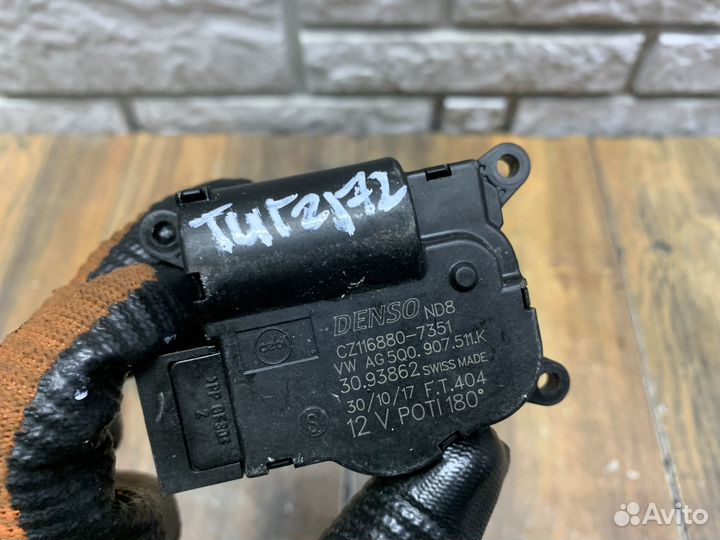 Тиг2г172
DENSO ND8
CZ116880-7351
VW AG 5Q0.907.511.K
30.93862 SWISS MADE
30/10/17 F.T.404
12 V.POTI 180°
S
Avito